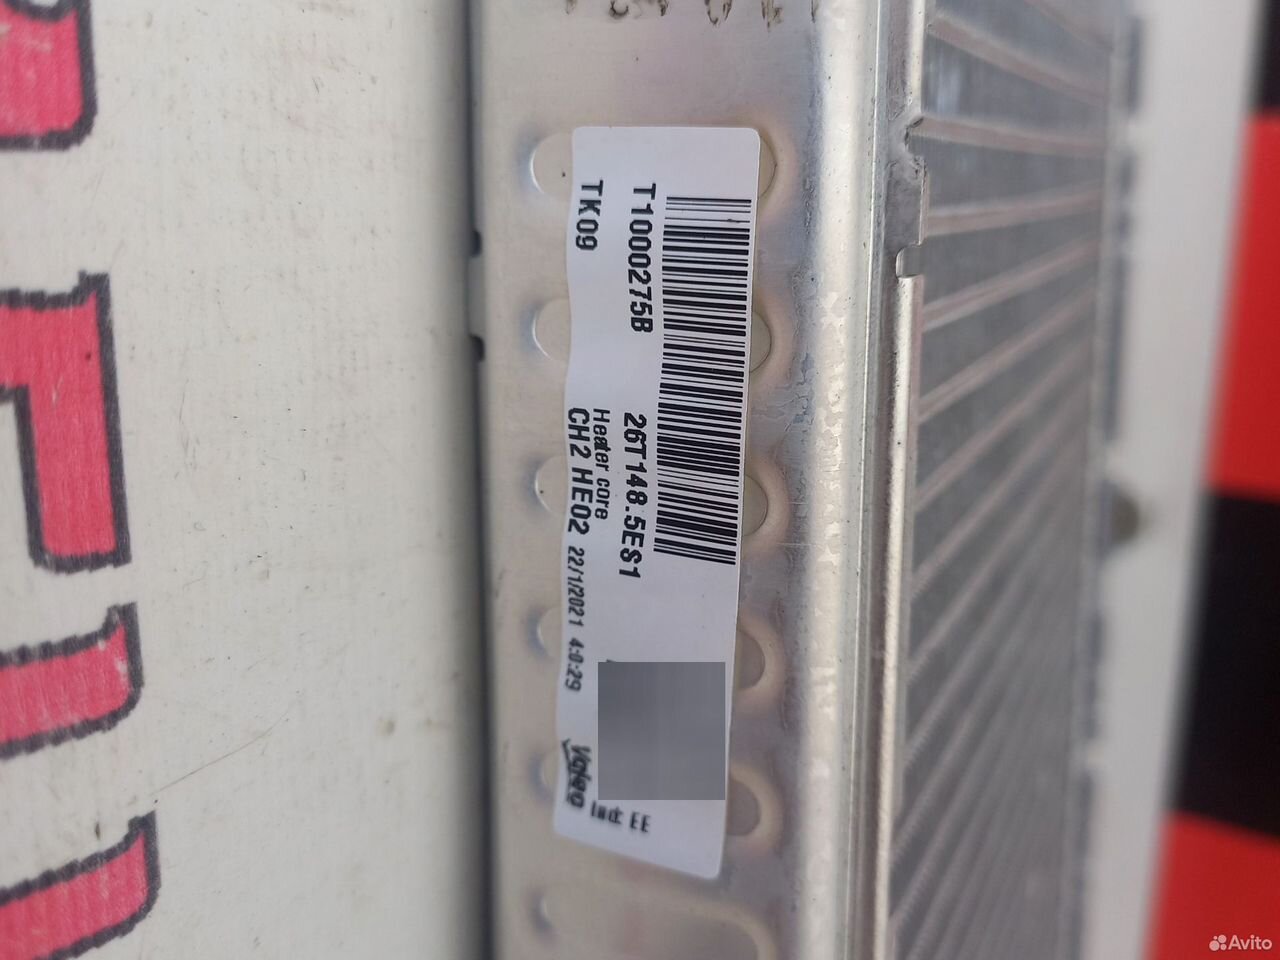 T1000275B 26T148.5ES1
Heater core
TK09 CH2 HE02 22/1/2021 4:0:29
Valeo
Ind: EE
Avito